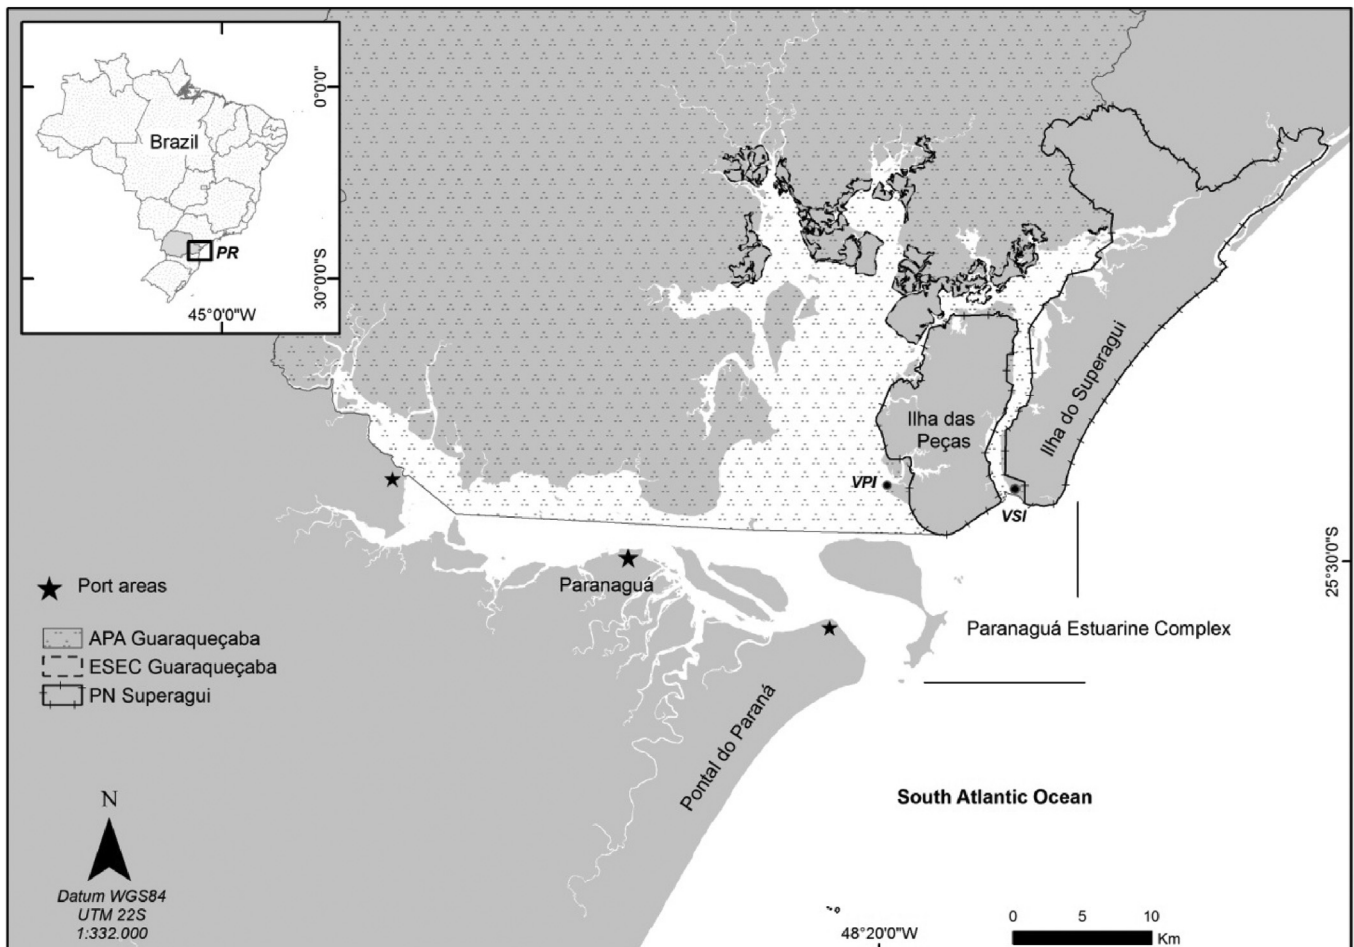 0°0'0"
Brazil
PR
30°0'0"S
45°0'0"W
Ilha do Superagui
Ilha das
Peças
VPI
VSI
25°30'0"S
Port areas
Paranaguá
APA Guaraqueçaba
ESEC Guaraqueçaba
PN Superagui
Paranaguá Estuarine Complex
Pontal do Paraná
South Atlantic Ocean
N
Datum WGS84
UTM 22S
1:332.000
48°20'0"W
0 5 10
Km